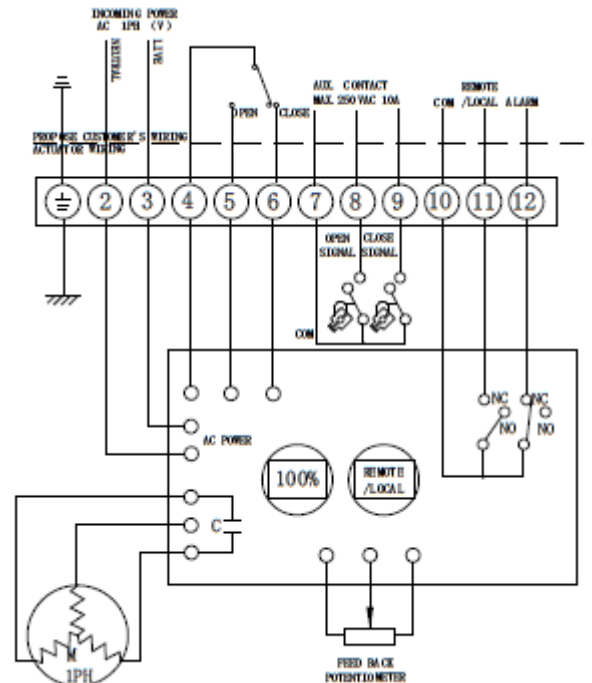 INCOMING POWER
AC 1PH (V)
NEUTRAL
LIVE
OPEN
CLOSE
AUX. CONTACT
MAX. 250VAC 10A
REMOTE
COM /LOCAL ALARM
PROPOSE CUSTOMER'S WIRING
ACTUATOR WIRING
2 3 4 5 6 7 8 9 10 11 12
OPEN CLOSE
SIGNAL SIGNAL
COM
NC NC
NO NO
AC POWER
100%
REMOTE
/LOCAL
C
M
1PH
FEED BACK
POTENTIOMETER